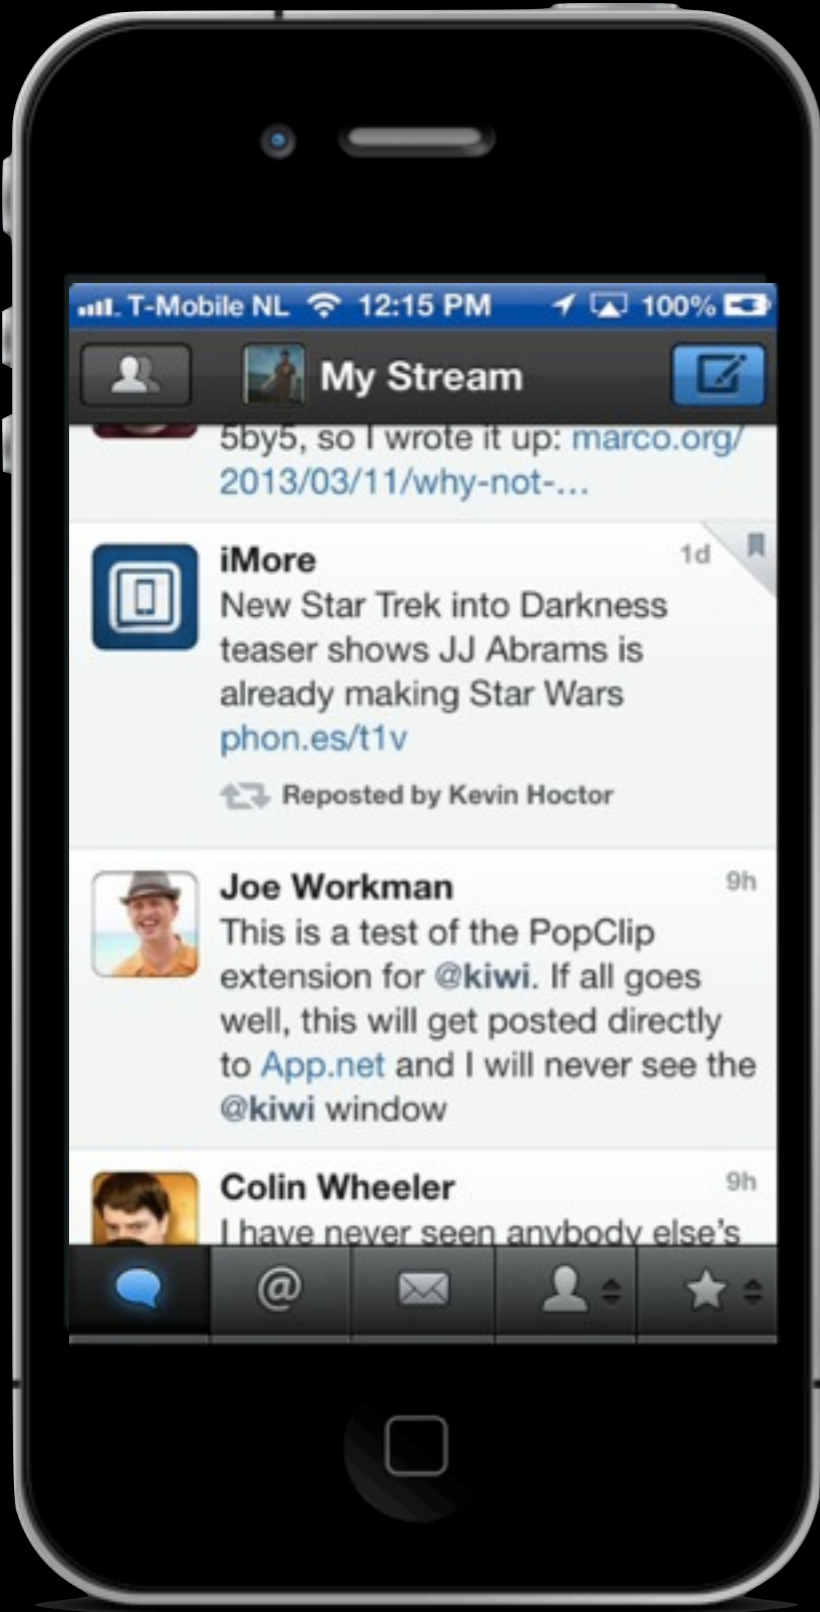 T-Mobile NL 12:15 PM 100%
My Stream
5by5, so I wrote it up: marco.org/
2013/03/11/why-not-...
iMore 1d
New Star Trek into Darkness
teaser shows JJ Abrams is
already making Star Wars
phon.es/t1v
Reposted by Kevin Hoctor
Joe Workman 9h
This is a test of the PopClip
extension for @kiwi. If all goes
well, this will get posted directly
to App.net and I will never see the
@kiwi window
Colin Wheeler 9h
I have never seen anybody else's
@